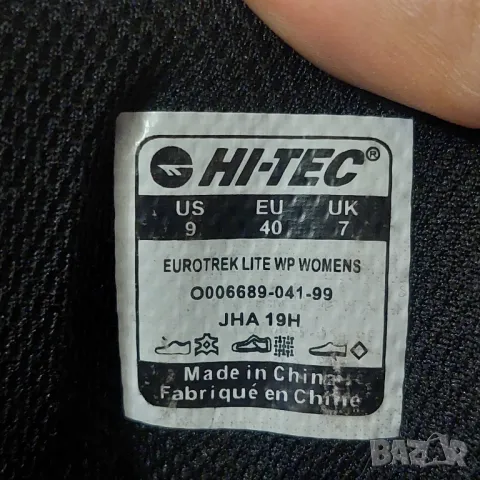 HI-TEC®
US EU UK
9 40 7
EUROTREK LITE WP WOMENS
O006689-041-99
JHA 19H
Made in China
Fabriqué en Chine
BAZAR